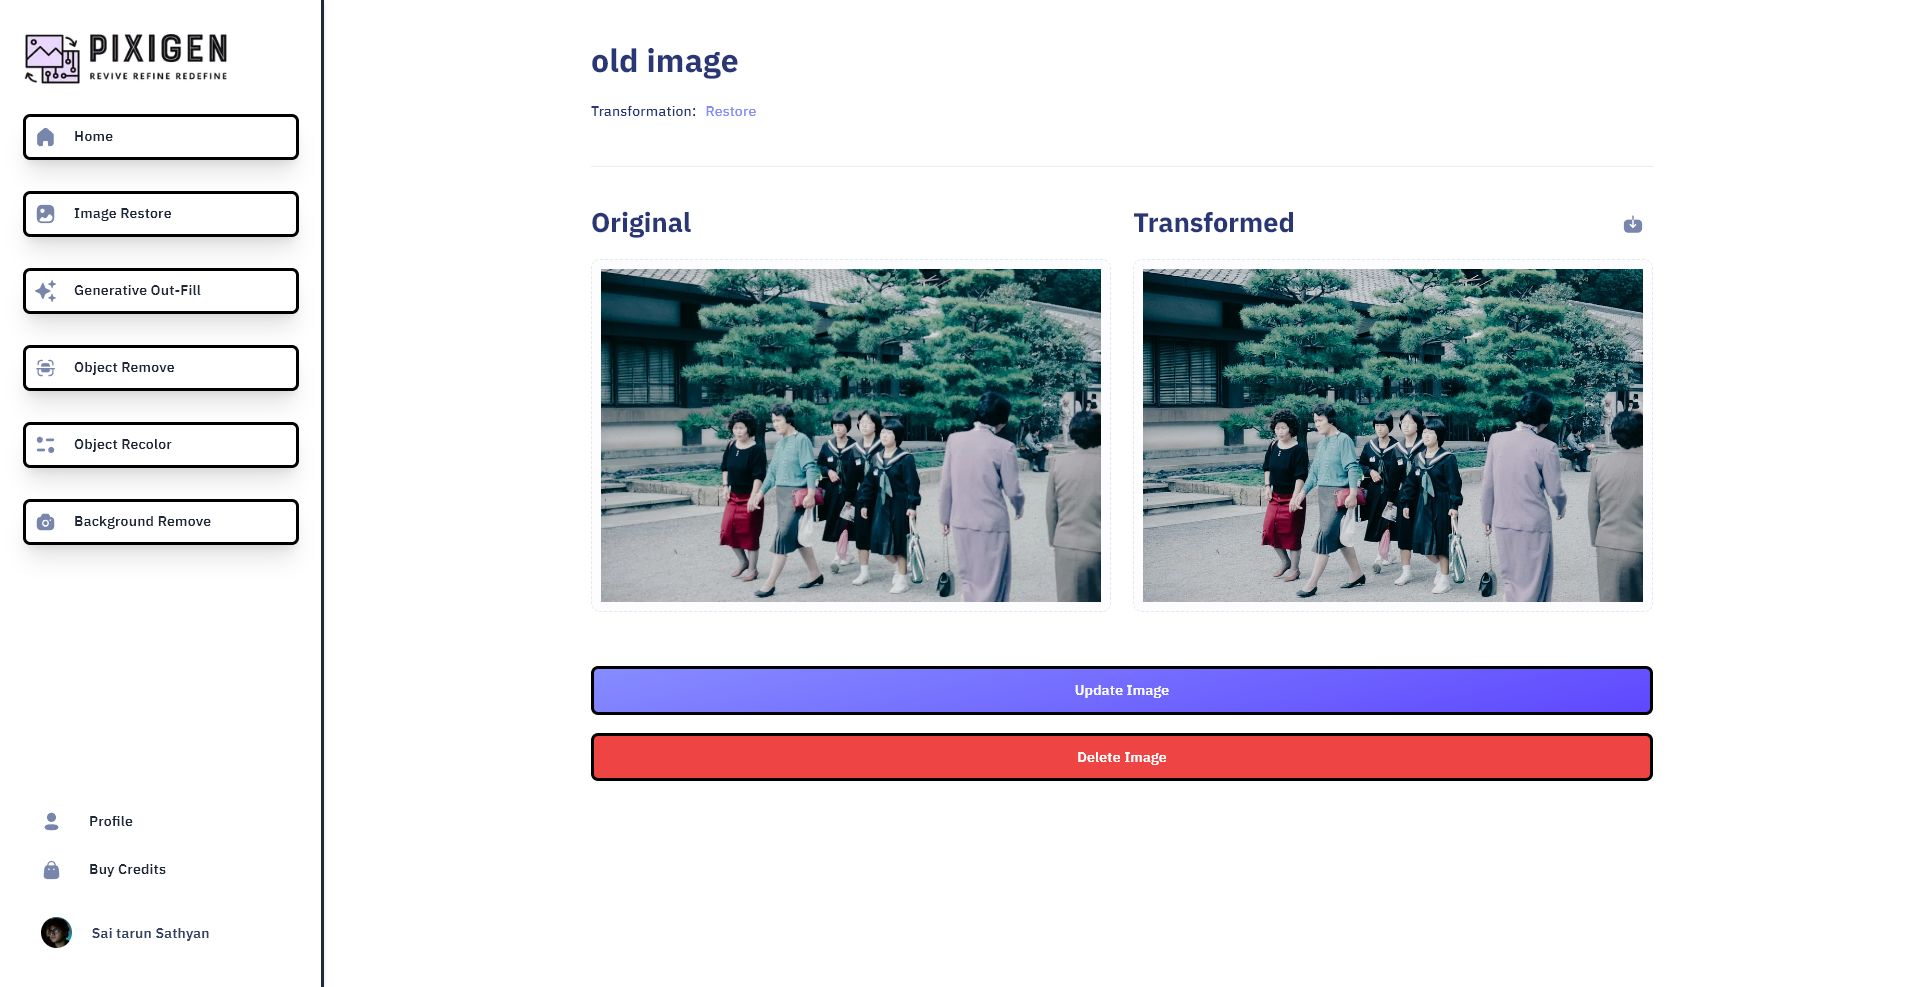 PIXIGEN
REVIVE REFINE REDEFINE
Home
Image Restore
Generative Out-Fill
Object Remove
Object Recolor
Background Remove
Profile
Buy Credits
Sai tarun Sathyan
old image
Transformation: Restore
Original
Transformed
Update Image
Delete Image